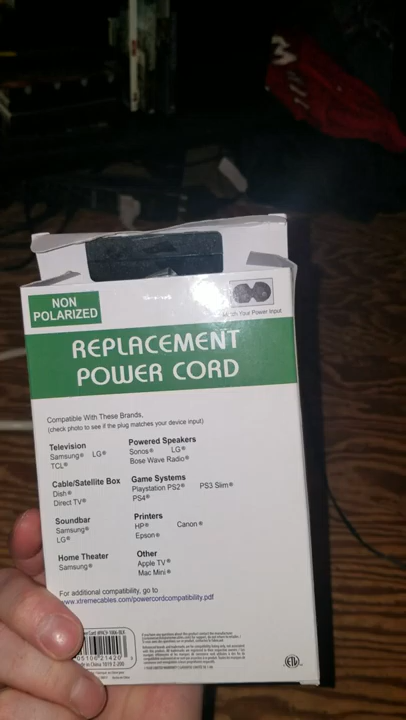 NON
POLARIZED
Match Your Power Input
REPLACEMENT
POWER CORD
Compatible With These Brands,
(check photo to see if the plug matches your device input)
Television
Samsung® LG®
TCL®
Powered Speakers
Sonos® LG®
Bose Wave Radio®
Cable/Satellite Box
Dish®
Direct TV®
Game Systems
Playstation PS2® PS3 Slim®
PS4®
Soundbar
Samsung®
LG®
Printers
HP® Canon®
Epson®
Home Theater
Samsung®
Other
Apple TV®
Mac Mini®
For additional compatibility, go to
www.xtremecables.com/powercordcompatibility.pdf